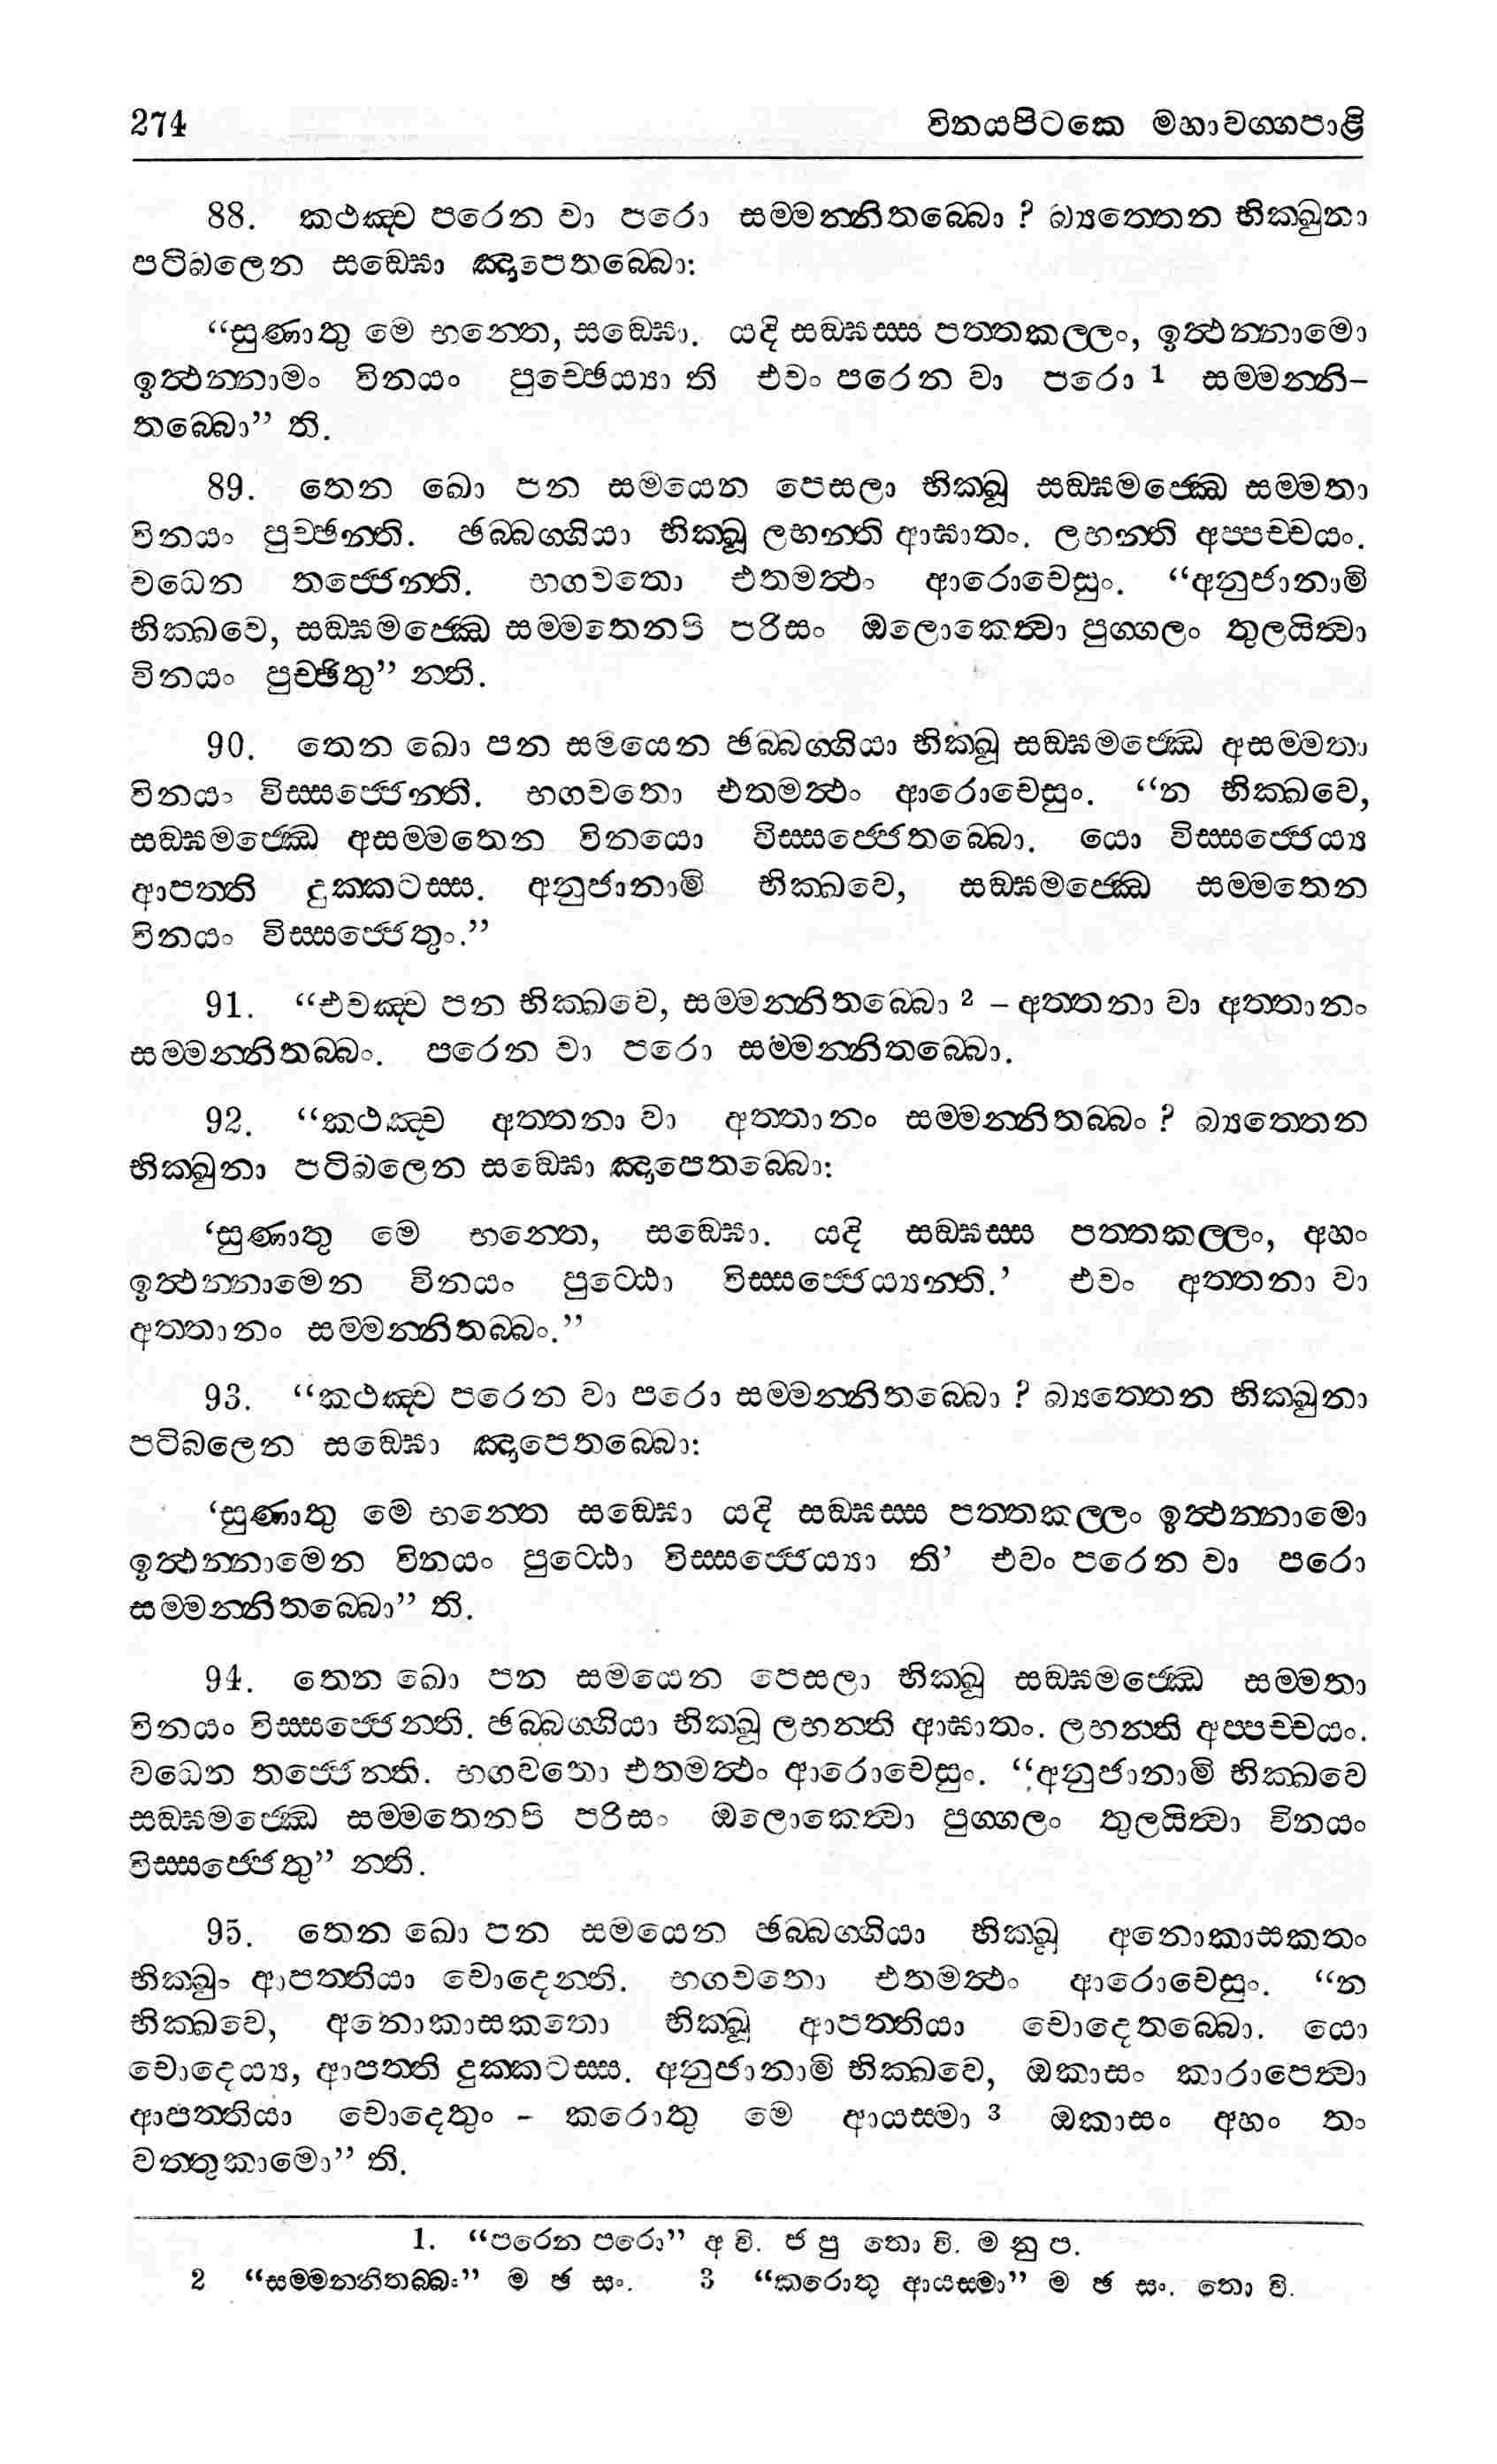 274 විනයපිටකෙ මහාවග්ගපාළි
88. කථඤ්ච පරෙන වා පරො සම්මන්නිතබ්බො ? බ්‍යත්තෙන භික්ඛුනා
පටිබලෙන සඞ්ඝො ඤාපෙතබ්බො:
“සුණාතු මෙ භන්තෙ, සඞ්ඝො. යදි සඞ්ඝස්ස පත්තකල්ලං, ඉත්ථන්නාමො
ඉත්ථන්නාමං විනයං පුච්ඡෙය්‍යා ති එවං පරෙන වා පරො 1 සම්මන්නි–
තබ්බො” ති.
89. තෙන ඛො පන සමයෙන පෙසලා භික්ඛූ සඞ්ඝමජ්ඣෙ සම්මතා
විනයං පුච්ඡන්ති. ඡබ්බග්ගියා භික්ඛූ ලභන්ති ආඝාතං. ලභන්ති අප්පච්චයං.
වධෙන තජ්ජෙන්ති. භගවතො එතමත්ථං ආරොචෙසුං. “අනුජානාමි
භික්ඛවෙ, සඞ්ඝමජ්ඣෙ සම්මතෙනපි පරිසං ඔලොකෙත්‍වා පුග්ගලං තුලයිත්‍වා
විනයං පුච්ඡිතු” න්ති.
90. තෙන ඛො පන සමයෙන ඡබ්බග්ගියා භික්ඛූ සඞ්ඝමජ්ඣෙ අසම්මතා
විනයං විස්සජ්ජෙන්ති. භගවතො එතමත්ථං ආරොචෙසුං. “න භික්ඛවෙ,
සඞ්ඝමජ්ඣෙ අසම්මතෙන විනයො විස්සජ්ජෙතබ්බො. යො විස්සජ්ජෙය්‍ය
ආපත්ති දුක්කටස්ස. අනුජානාමි භික්ඛවෙ, සඞ්ඝමජ්ඣෙ සම්මතෙන
විනයං විස්සජ්ජෙතුං.”
91. “එවඤ්ච පන භික්ඛවෙ, සම්මන්නිතබ්බො 2 – අත්තනා වා අත්තානං
සම්මන්නිතබ්බං. පරෙන වා පරො සම්මන්නිතබ්බො.
92. “කථඤ්ච අත්තනා වා අත්තානං සම්මන්නිතබ්බං ? බ්‍යත්තෙන
භික්ඛුනා පටිබලෙන සඞ්ඝො ඤාපෙතබ්බො:
‘සුණාතු මෙ භන්තෙ, සඞ්ඝො. යදි සඞ්ඝස්ස පත්තකල්ලං, අහං
ඉත්ථන්නාමෙන විනයං පුට්ඨො විස්සජ්ජෙය්‍යන්ති.’ එවං අත්තනා වා
අත්තානං සම්මන්නිතබ්බං.”
93. “කථඤ්ච පරෙන වා පරො සම්මන්නිතබ්බො ? බ්‍යත්තෙන භික්ඛුනා
පටිබලෙන සඞ්ඝො ඤාපෙතබ්බො:
‘සුණාතු මෙ භන්තෙ සඞ්ඝො යදි සඞ්ඝස්ස පත්තකල්ලං ඉත්ථන්නාමො
ඉත්ථන්නාමෙන විනයං පුට්ඨො විස්සජ්ජෙය්‍යා ති’ එවං පරෙන වා පරො
සම්මන්නිතබ්බො” ති.
94. තෙන ඛො පන සමයෙන පෙසලා භික්ඛූ සඞ්ඝමජ්ඣෙ සම්මතා
විනයං විස්සජ්ජෙන්ති. ඡබ්බග්ගියා භික්ඛූ ලභන්ති ආඝාතං. ලභන්ති අප්පච්චයං.
වධෙන තජ්ජෙන්ති. භගවතො එතමත්ථං ආරොචෙසුං. “අනුජානාමි භික්ඛවෙ
සඞ්ඝමජ්ඣෙ සම්මතෙනපි පරිසං ඔලොකෙත්‍වා පුග්ගලං තුලයිත්‍වා විනයං
විස්සජ්ජෙතු” න්ති.
95. තෙන ඛො පන සමයෙන ඡබ්බග්ගියා භික්ඛූ අනොකාසකතං
භික්ඛුං ආපත්තියා චොදෙන්ති. භගවතො එතමත්ථං ආරොචෙසුං. “න
භික්ඛවෙ, අනොකාසකතො භික්ඛූ ආපත්තියා චොදෙතබ්බො. යො
චොදෙය්‍ය, ආපත්ති දුක්කටස්ස. අනුජානාමි භික්ඛවෙ, ඔකාසං කාරාපෙත්‍වා
ආපත්තියා චොදෙතුං - කරොතු මෙ ආයස්මා 3 ඔකාසං අහං තං
වත්තුකාමො” ති.
1. “පරෙන පරො” අ වි. ජ පු තො වි. ම නු ප.
2 “සම්මන්නිතබ්බං” ම ඡ සං. 3 “කරොතු ආයස්මා” ම ඡ සං. තො වි.